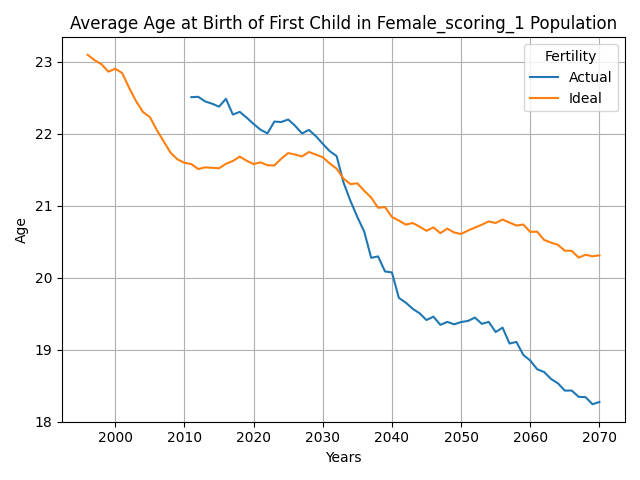 Average Age at Birth of First Child in Female_scoring_1 Population
Fertility
Actual
Ideal
Age
23
22
21
20
19
18
2000
2010
2020
2030
2040
2050
2060
2070
Years